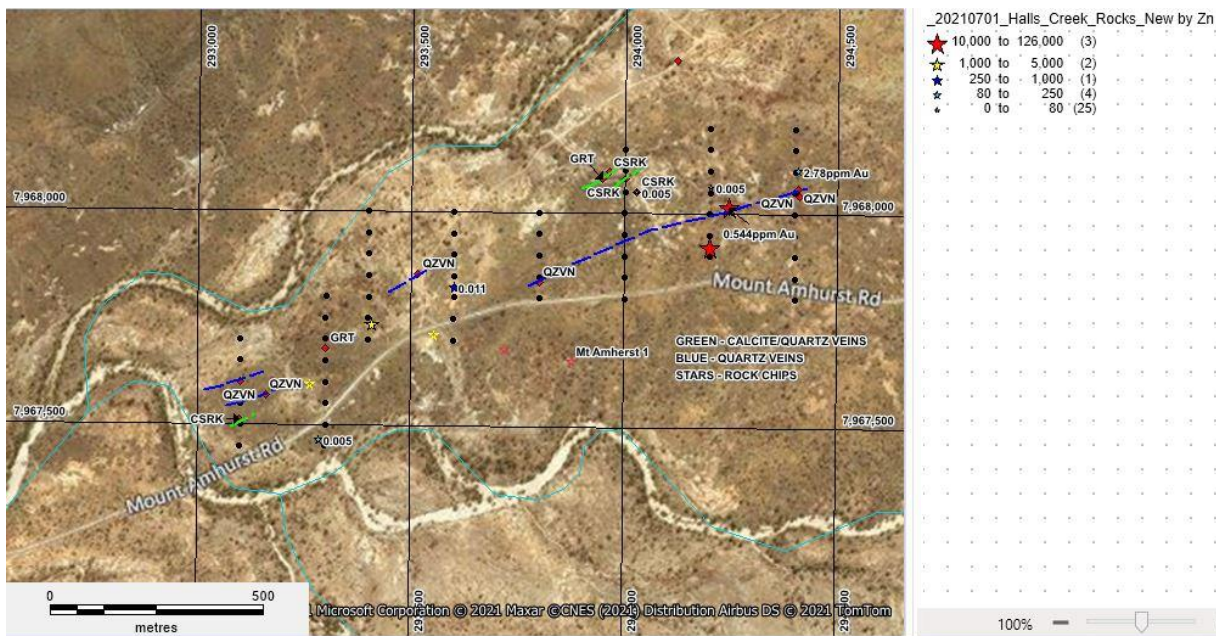 _20210701_Halls_Creek_Rocks_New by Zn
10,000 to 126,000 (3)
1,000 to 5,000 (2)
250 to 1,000 (1)
80 to 250 (4)
0 to 80 (25)
293,000
293,500
294,000
294,500
GRT
CSRK
CSRK
CSRK
0.005
0.005
2.78ppm Au
QZVN
QZVN
7,968,000
7,968,000
0.544ppm Au
QZVN
QZVN
0.011
Mount Amhurst Rd
GRT
Mt Amherst 1
GREEN - CALCITE/QUARTZ VEINS
BLUE - QUARTZ VEINS
STARS - ROCK CHIPS
QZVN
QZVN
CSRK
7,967,500
7,967,500
0.005
Mount Amhurst Rd
0
500
metres
Microsoft Corporation © 2021 Maxar ©CNES (2021) Distribution Airbus DS © 2021 TomTom
100%